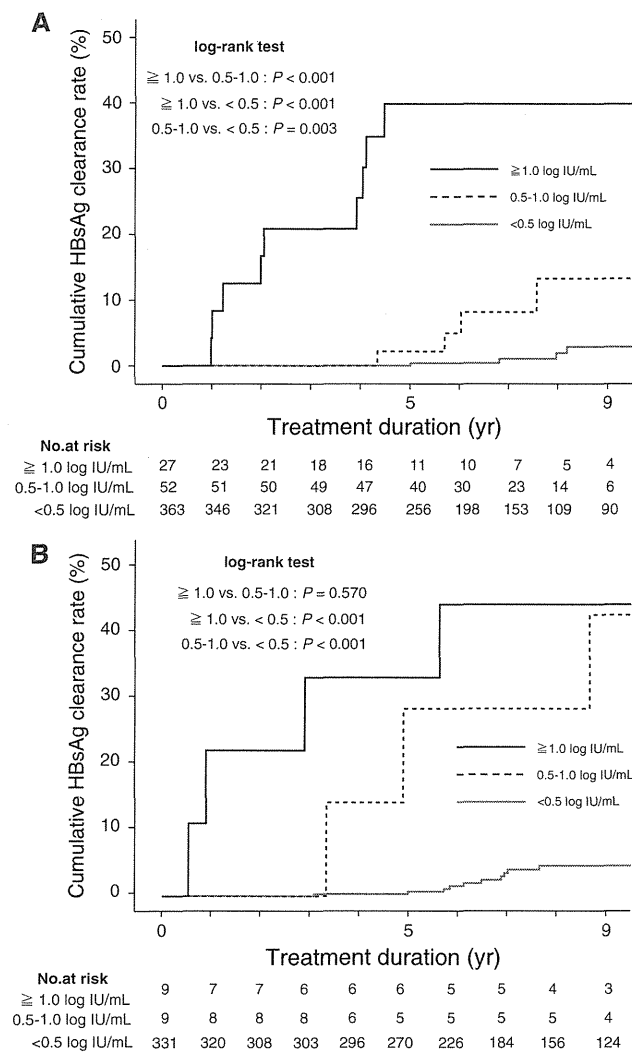 A
Cumulative HBsAg clearance rate (%)
50
40
30
20
10
0
log-rank test
≧ 1.0 vs. 0.5-1.0 : P < 0.001
≧ 1.0 vs. < 0.5 : P < 0.001
0.5-1.0 vs. < 0.5 : P = 0.003
≧1.0 log IU/mL
0.5-1.0 log IU/mL
<0.5 log IU/mL
0 5 9
Treatment duration (yr)
No.at risk
≧ 1.0 log IU/mL 27 23 21 18 16 11 10 7 5 4
0.5-1.0 log IU/mL 52 51 50 49 47 40 30 23 14 6
<0.5 log IU/mL 363 346 321 308 296 256 198 153 109 90
B
Cumulative HBsAg clearance rate (%)
50
40
30
20
10
0
log-rank test
≧ 1.0 vs. 0.5-1.0 : P = 0.570
≧ 1.0 vs. < 0.5 : P < 0.001
0.5-1.0 vs. < 0.5 : P < 0.001
≧1.0 log IU/mL
0.5-1.0 log IU/mL
<0.5 log IU/mL
0 5 9
Treatment duration (yr)
No.at risk
≧ 1.0 log IU/mL 9 7 7 6 6 6 5 5 4 3
0.5-1.0 log IU/mL 9 8 8 8 6 5 5 5 5 4
<0.5 log IU/mL 331 320 308 303 296 270 226 184 156 124